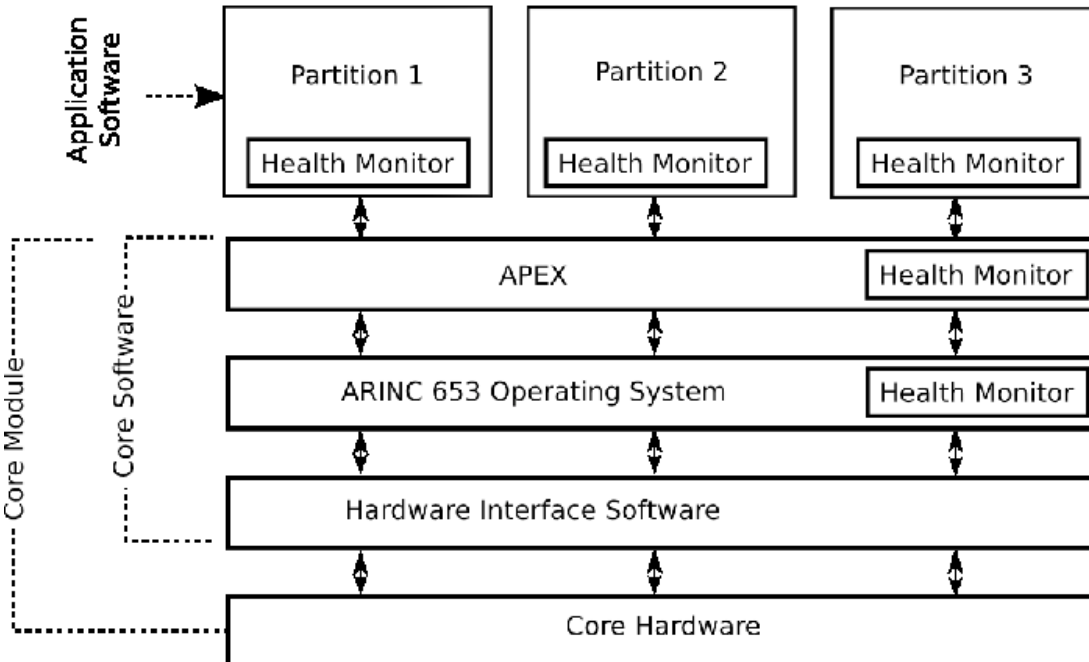 Application
Software
Partition 1
Partition 2
Partition 3
Health Monitor
Health Monitor
Health Monitor
Core Module
Core Software
APEX
Health Monitor
ARINC 653 Operating System
Health Monitor
Hardware Interface Software
Core Hardware